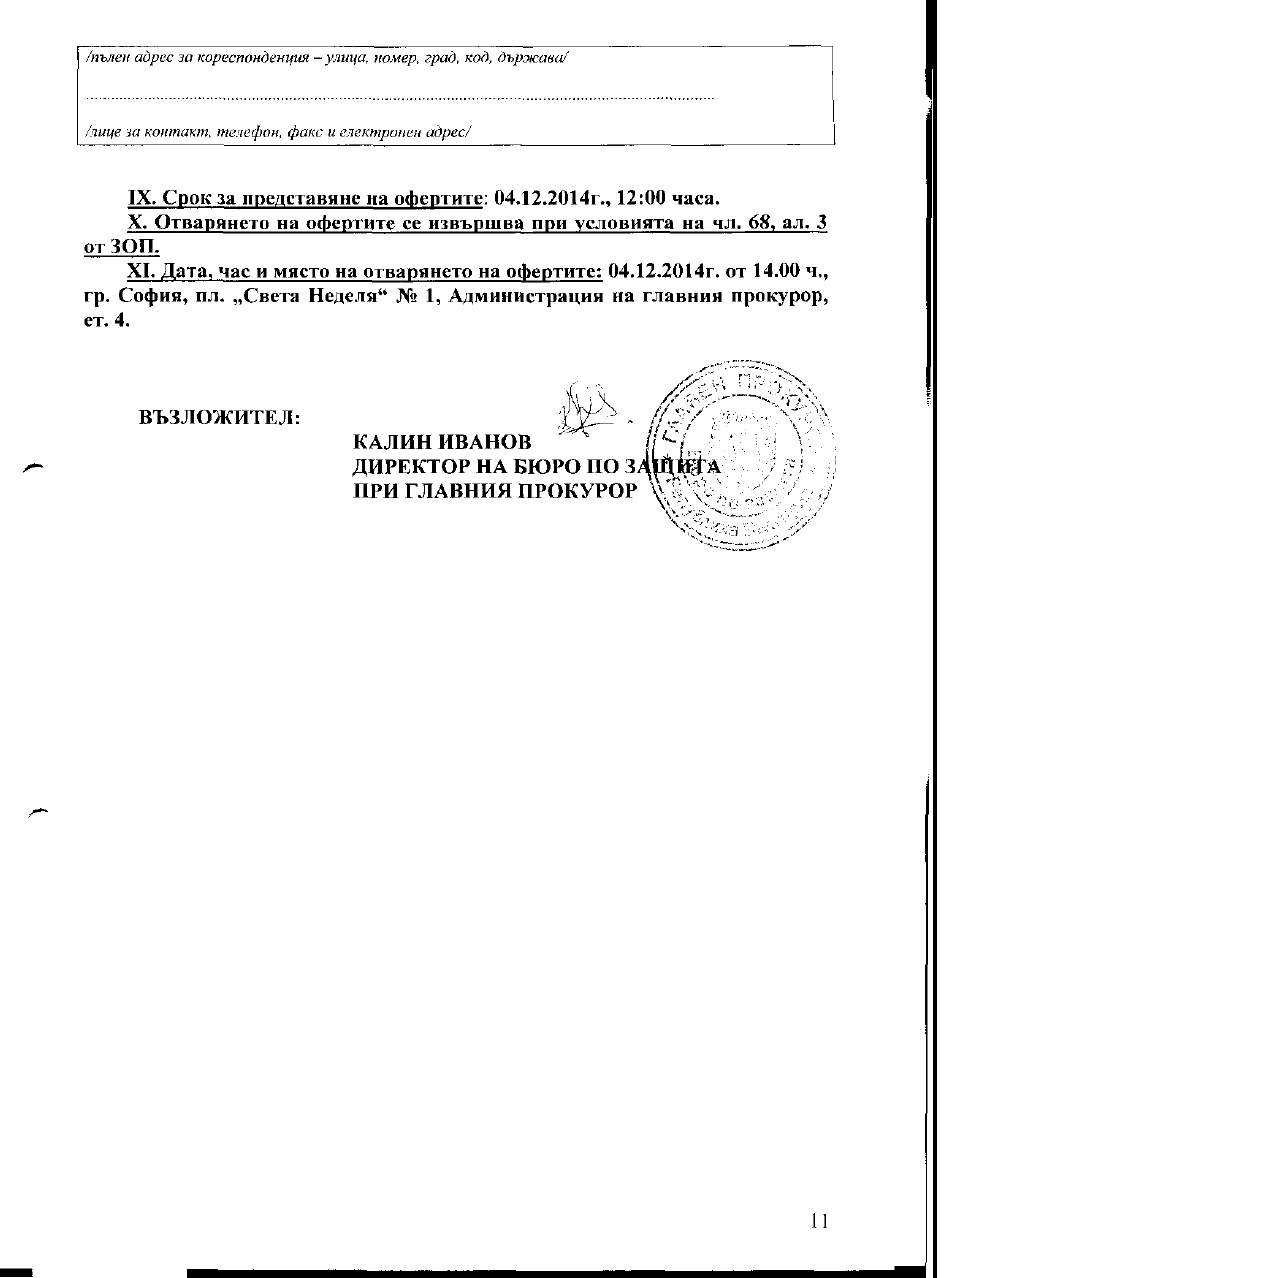 /пълен адрес за кореспонденция – улица, номер, град, код, държава/
/лице за контакт, телефон, факс и електронен адрес/
IX. Срок за представяне на офертите: 04.12.2014г., 12:00 часа.
X. Отварянето на офертите се извършва при условията на чл. 68, ал. 3
от ЗОП.
XI. Дата, час и място на отварянето на офертите: 04.12.2014г. от 14.00 ч.,
гр. София, пл. „Света Неделя“ № 1, Администрация на главния прокурор,
ет. 4.
ВЪЗЛОЖИТЕЛ:
КАЛИН ИВАНОВ
ДИРЕКТОР НА БЮРО ПО ЗАЩИТА
ПРИ ГЛАВНИЯ ПРОКУРОР
ГЛАВЕН ПРОКУРОР
11